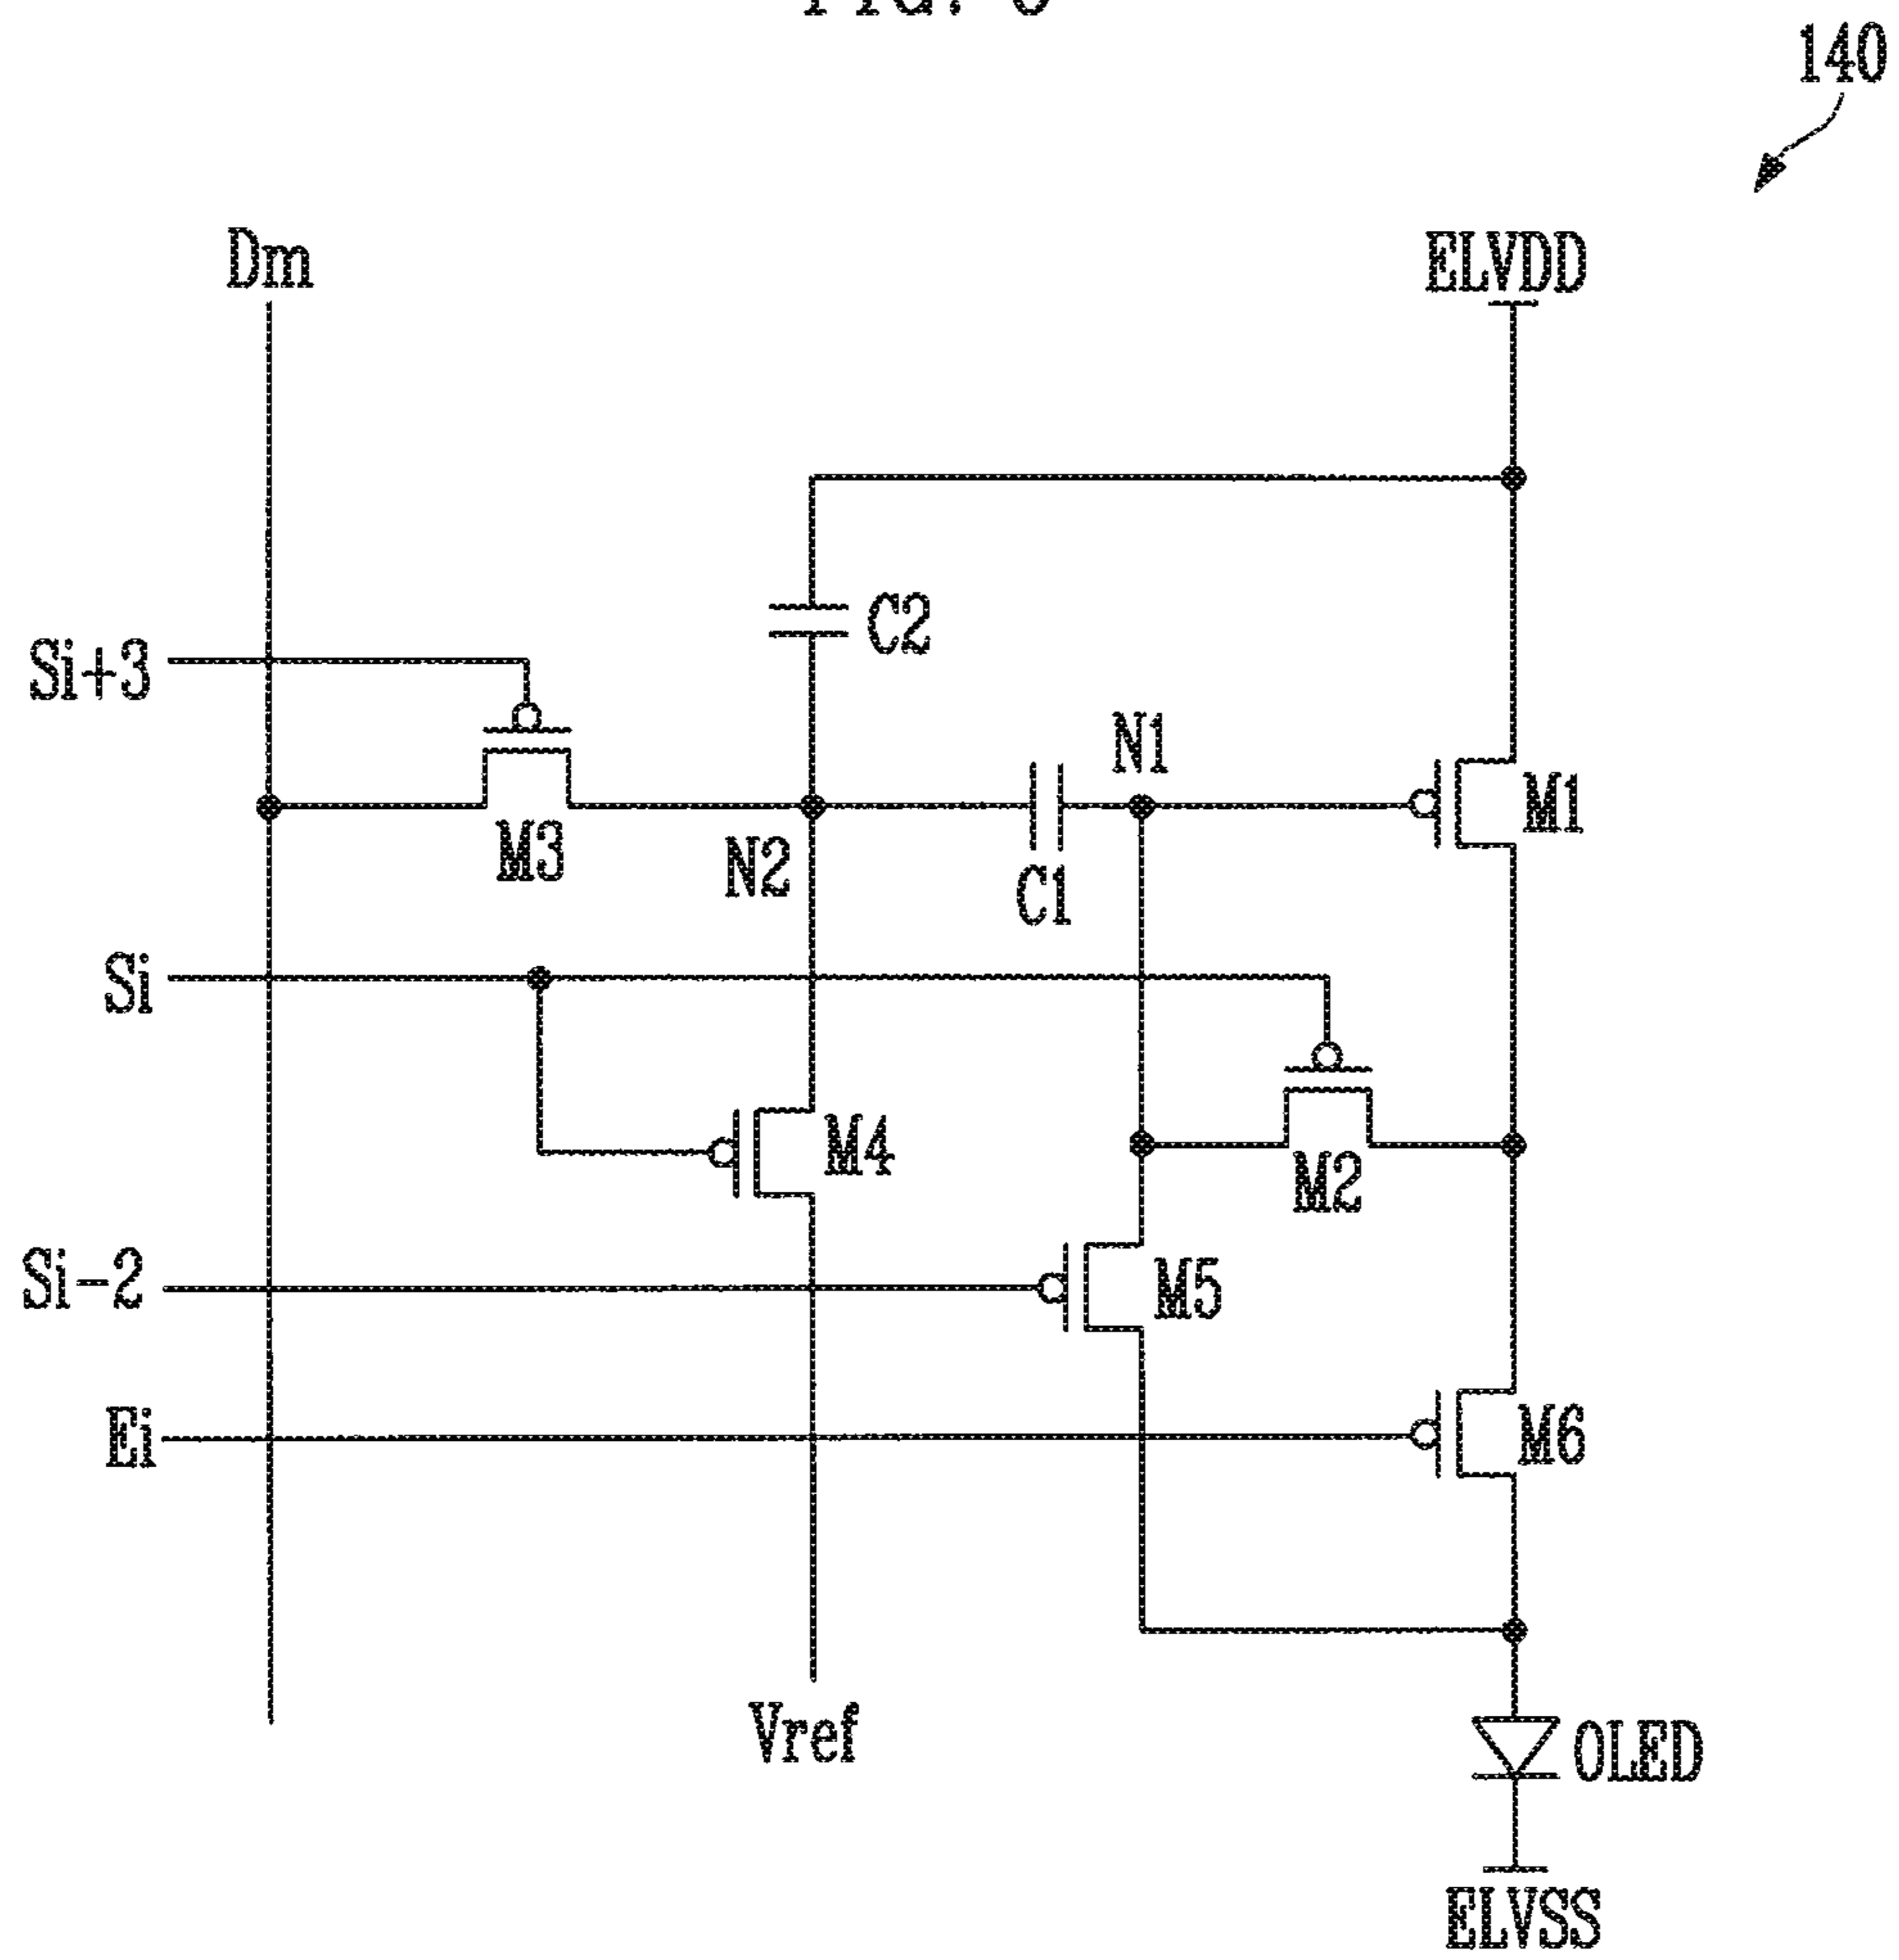 140
Dm
ELVDD
C2
Si+3
N1
M1
M3
N2
C1
Si
M4
M2
Si-2
M5
Ei
M6
Vref
OLED
ELVSS